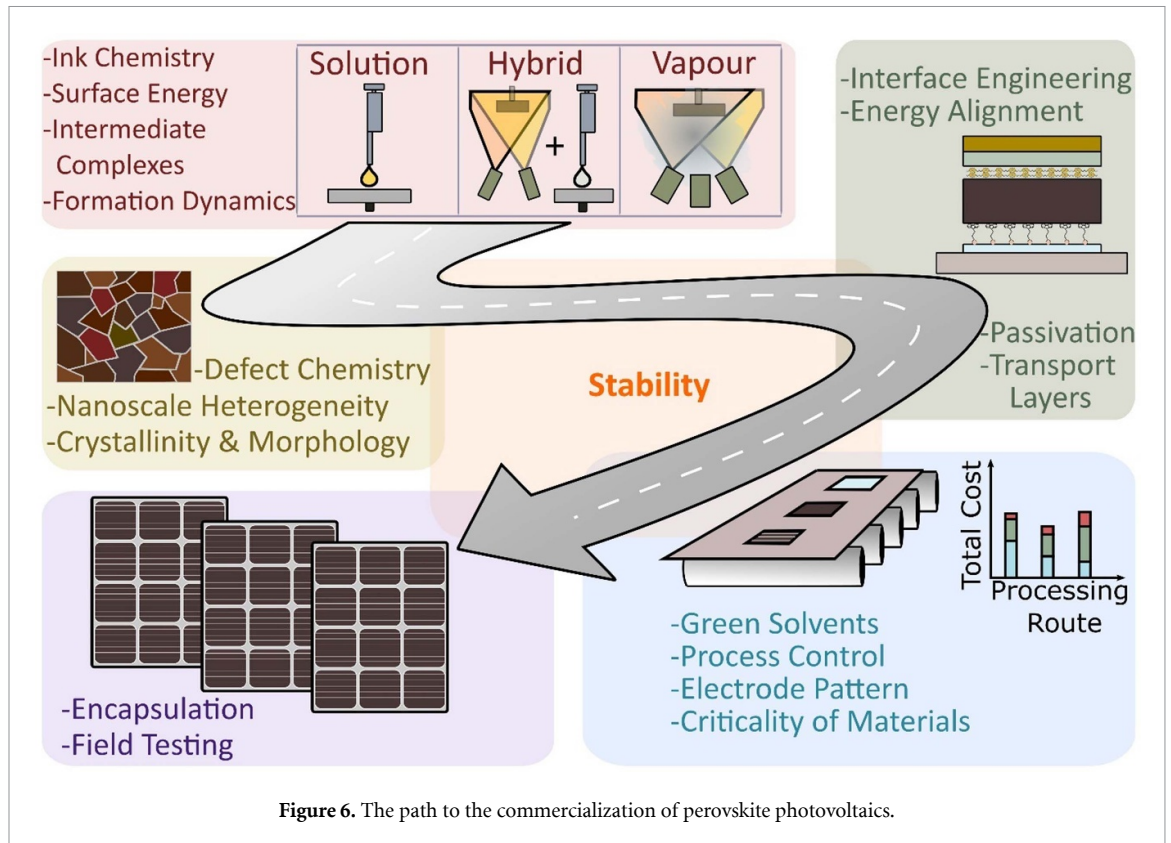 -Ink Chemistry
-Surface Energy
-Intermediate
Complexes
-Formation Dynamics
Solution
Hybrid
Vapour
+
-Interface Engineering
-Energy Alignment
-Passivation
-Transport
Layers
-Defect Chemistry
-Nanoscale Heterogeneity
-Crystallinity & Morphology
Stability
Total Cost
Processing
Route
-Green Solvents
-Process Control
-Electrode Pattern
-Criticality of Materials
-Encapsulation
-Field Testing
Figure 6. The path to the commercialization of perovskite photovoltaics.